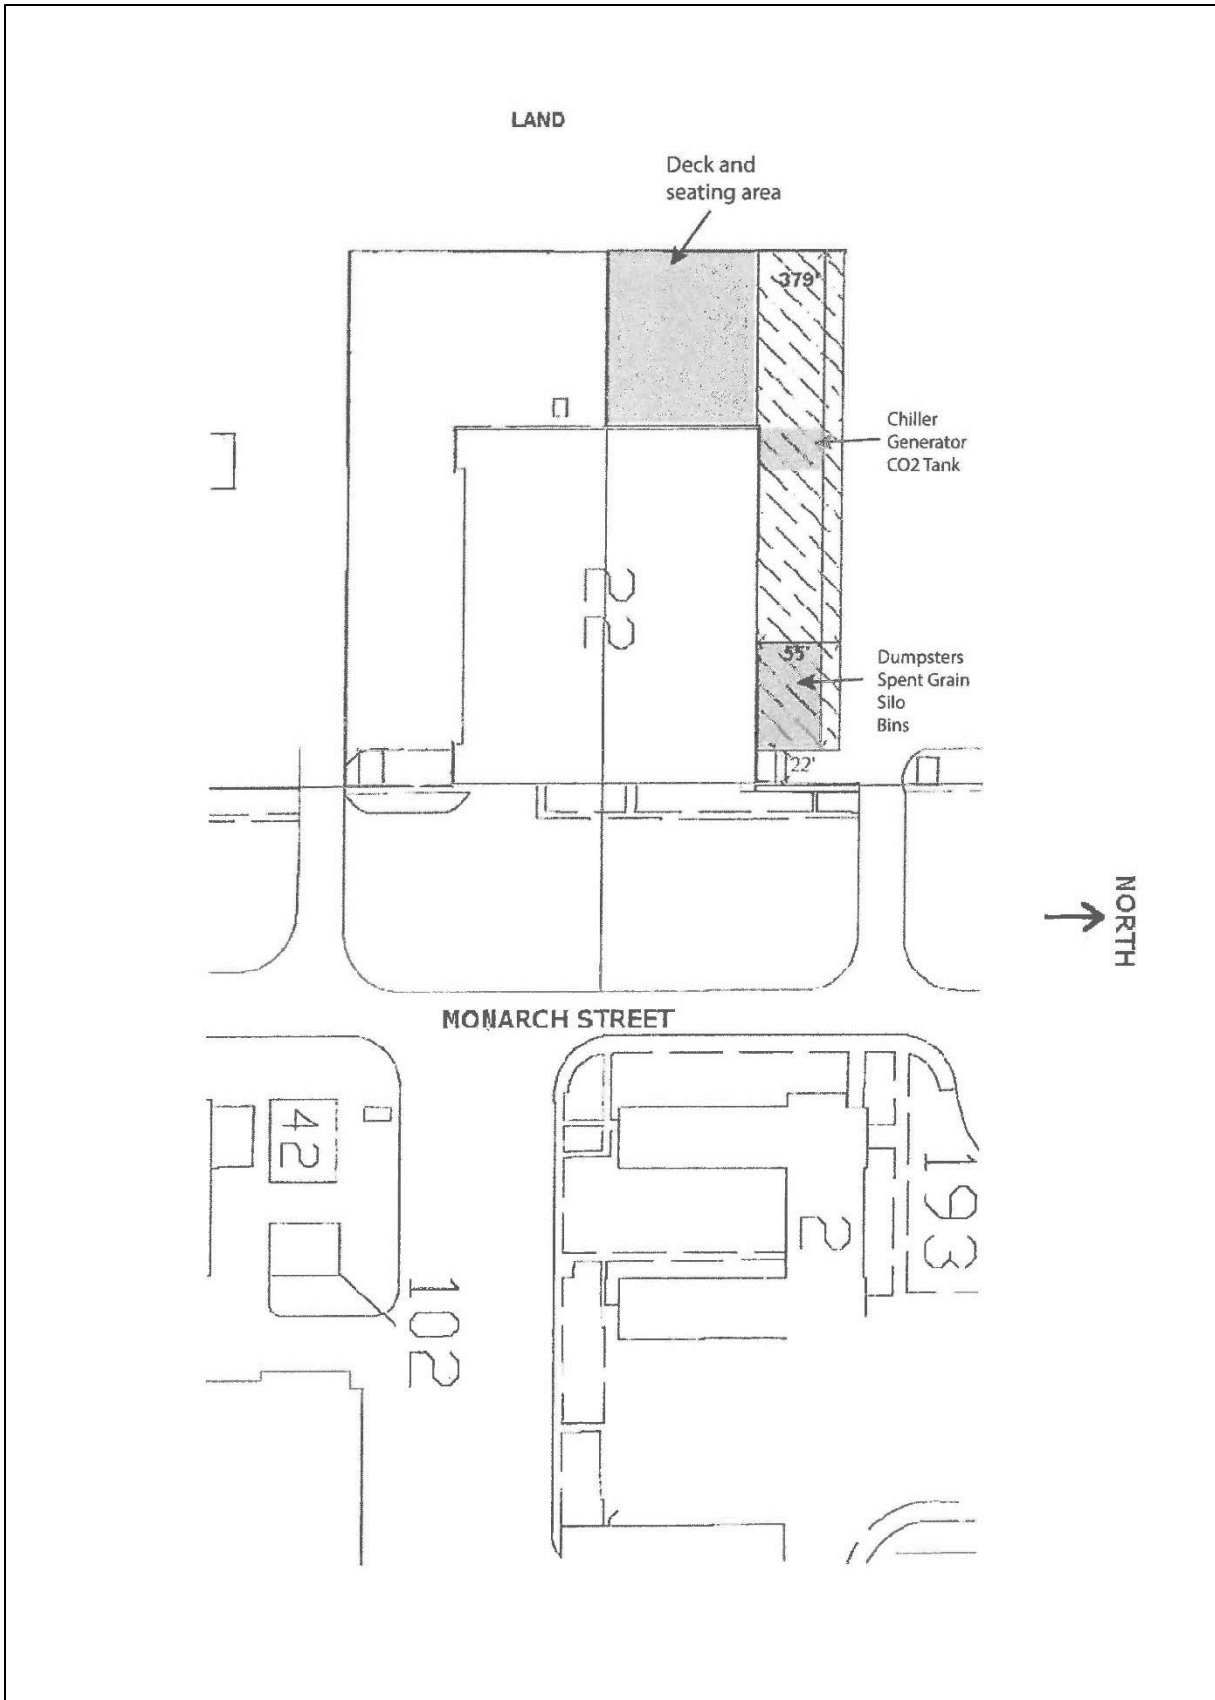 LAND
Deck and
seating area
379'
Chiller
Generator
CO2 Tank
22
55'
Dumpsters
Spent Grain
Silo
Bins
22'
NORTH
MONARCH STREET
42
193
2
102